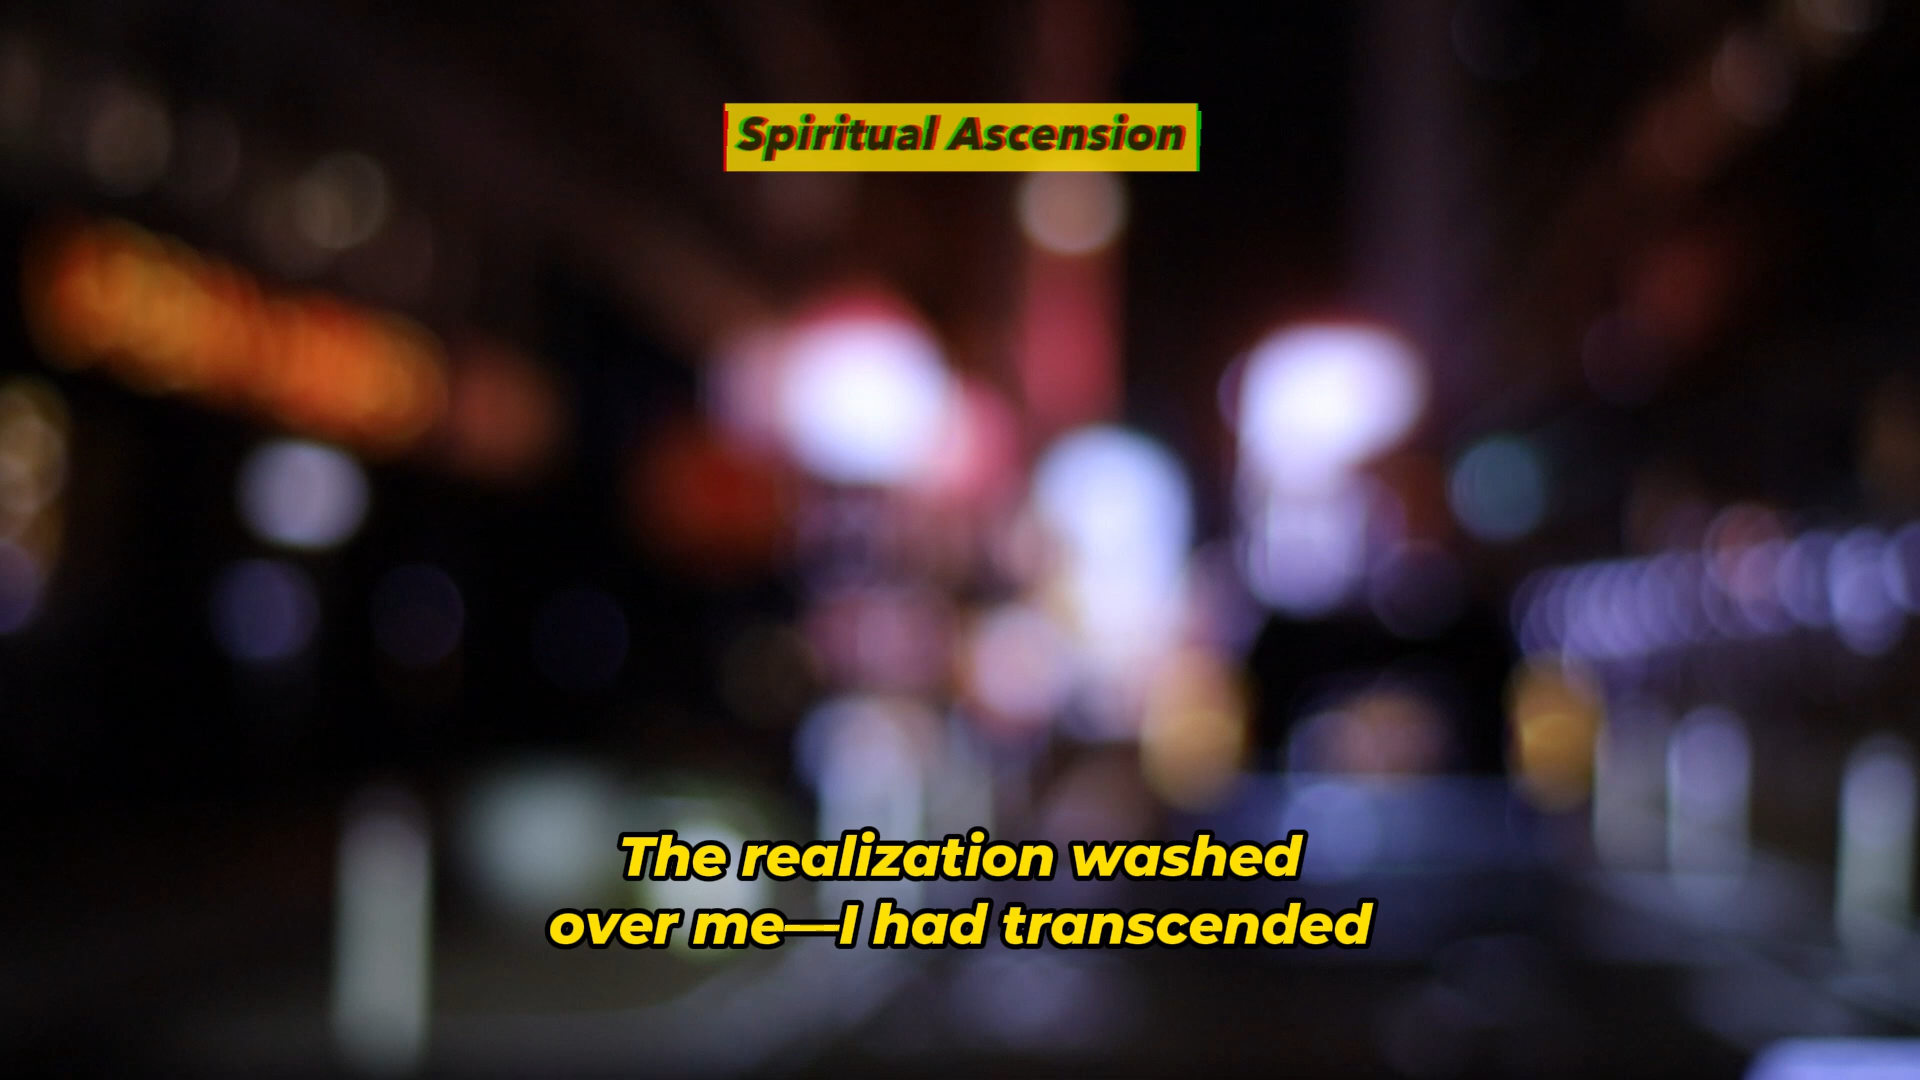 Spiritual Ascension
The realization washed
over me—I had transcended